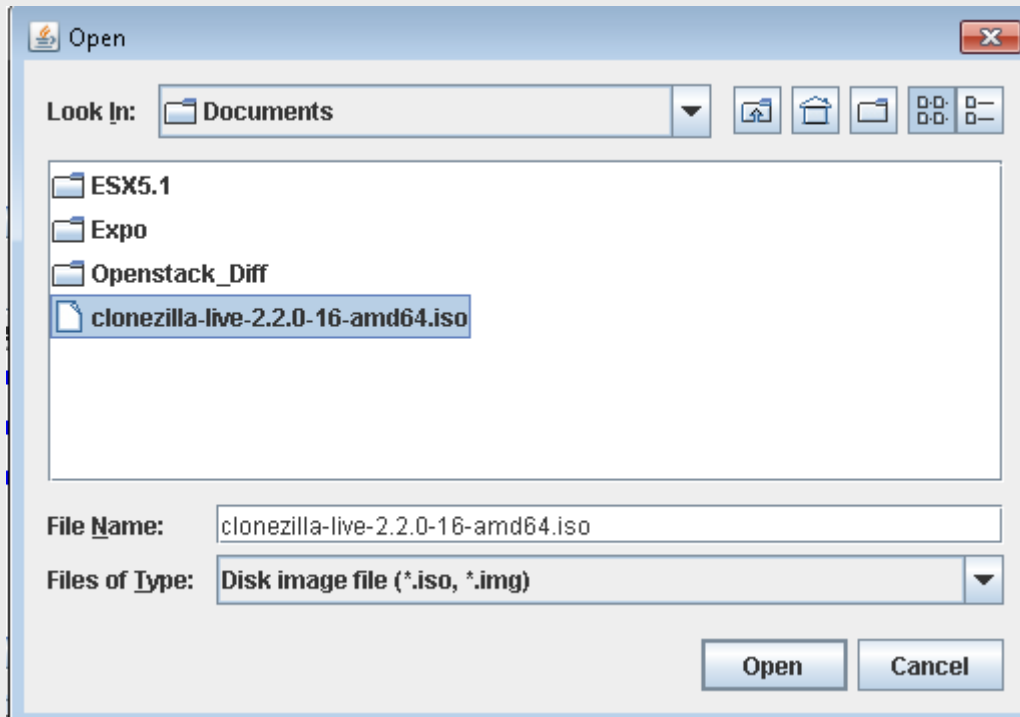 Open
Look In: Documents
ESX5.1
Expo
Openstack_Diff
clonezilla-live-2.2.0-16-amd64.iso
File Name: clonezilla-live-2.2.0-16-amd64.iso
Files of Type: Disk image file (*.iso, *.img)
Open Cancel